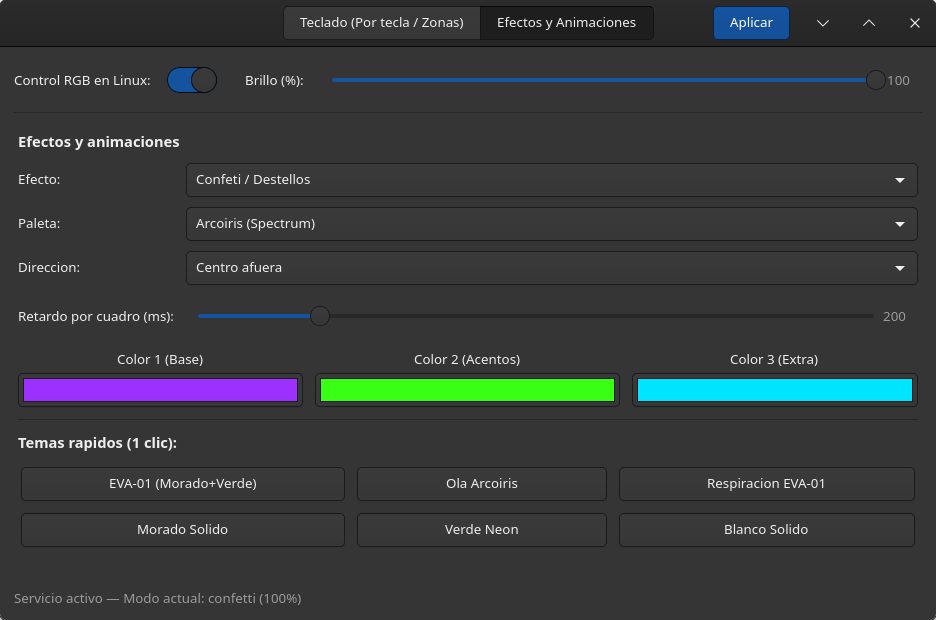 Teclado (Por tecla / Zonas) Efectos y Animaciones Aplicar
Control RGB en Linux: Brillo (%): 100
Efectos y animaciones
Efecto: Confeti / Destellos
Paleta: Arcoiris (Spectrum)
Direccion: Centro afuera
Retardo por cuadro (ms): 200
Color 1 (Base) Color 2 (Acentos) Color 3 (Extra)
Temas rapidos (1 clic):
EVA-01 (Morado+Verde) Ola Arcoiris Respiracion EVA-01
Morado Solido Verde Neon Blanco Solido
Servicio activo — Modo actual: confetti (100%)